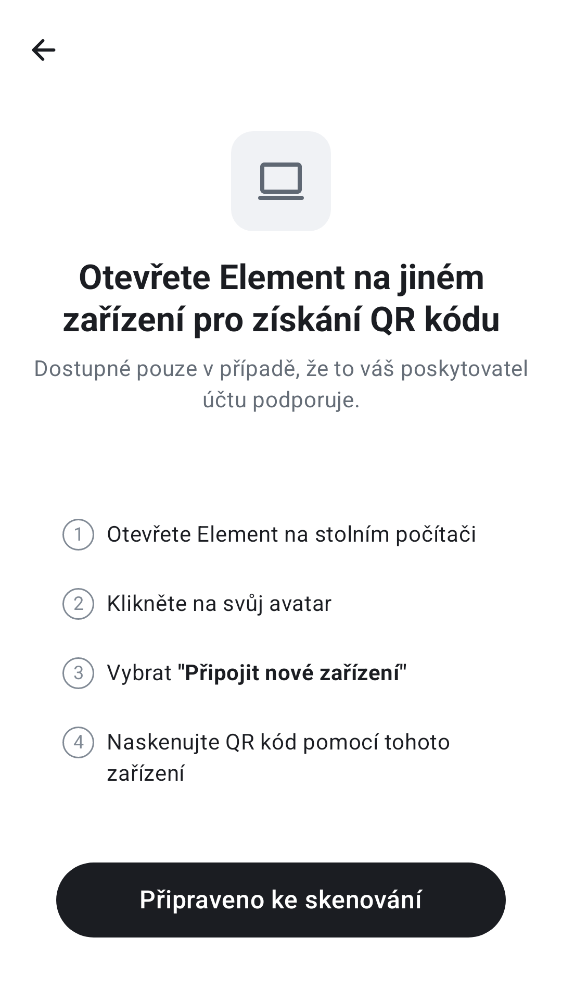 Otevřete Element na jiném
zařízení pro získání QR kódu
Dostupné pouze v případě, že to váš poskytovatel
účtu podporuje.
1 Otevřete Element na stolním počítači
2 Klikněte na svůj avatar
3 Vybrat "Připojit nové zařízení"
4 Naskenujte QR kód pomocí tohoto
zařízení
Připraveno ke skenování